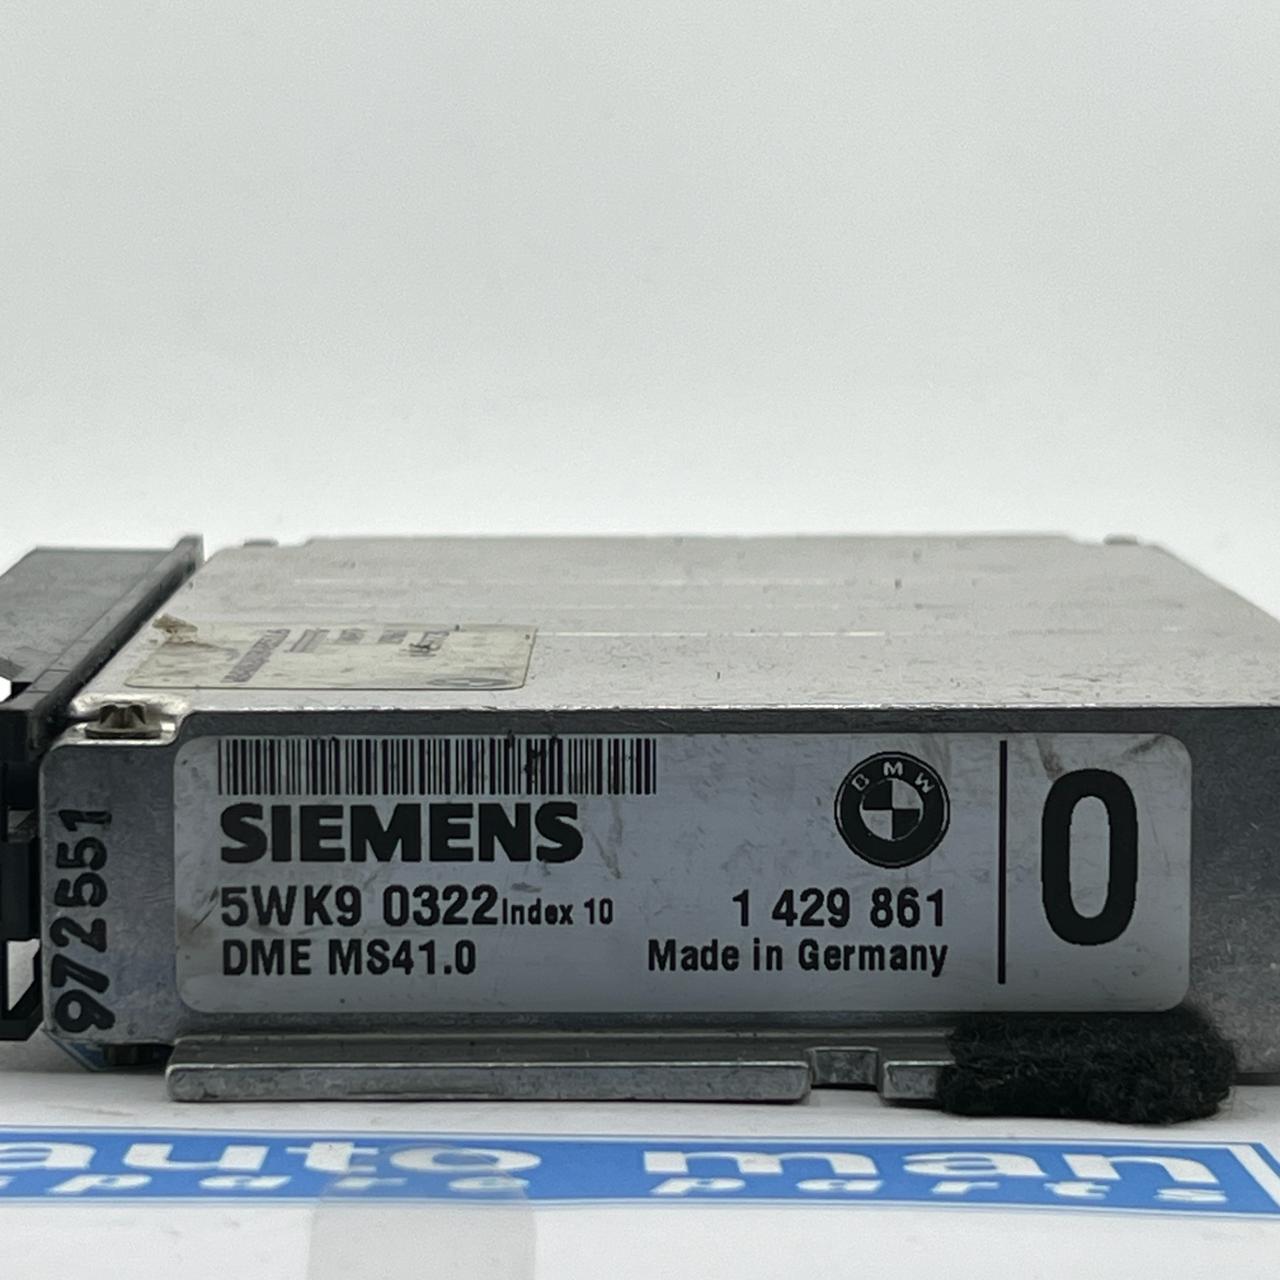 972551
SIEMENS
5WK9 0322 Index 10
DME MS41.0
BMW
1 429 861
Made in Germany
0
auto man
spare parts